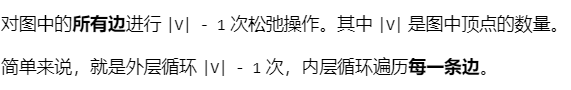 对图中的所有边进行 |V| - 1 次松弛操作。其中 |V| 是图中顶点的数量。
简单来说，就是外层循环 |V| - 1 次，内层循环遍历每一条边。